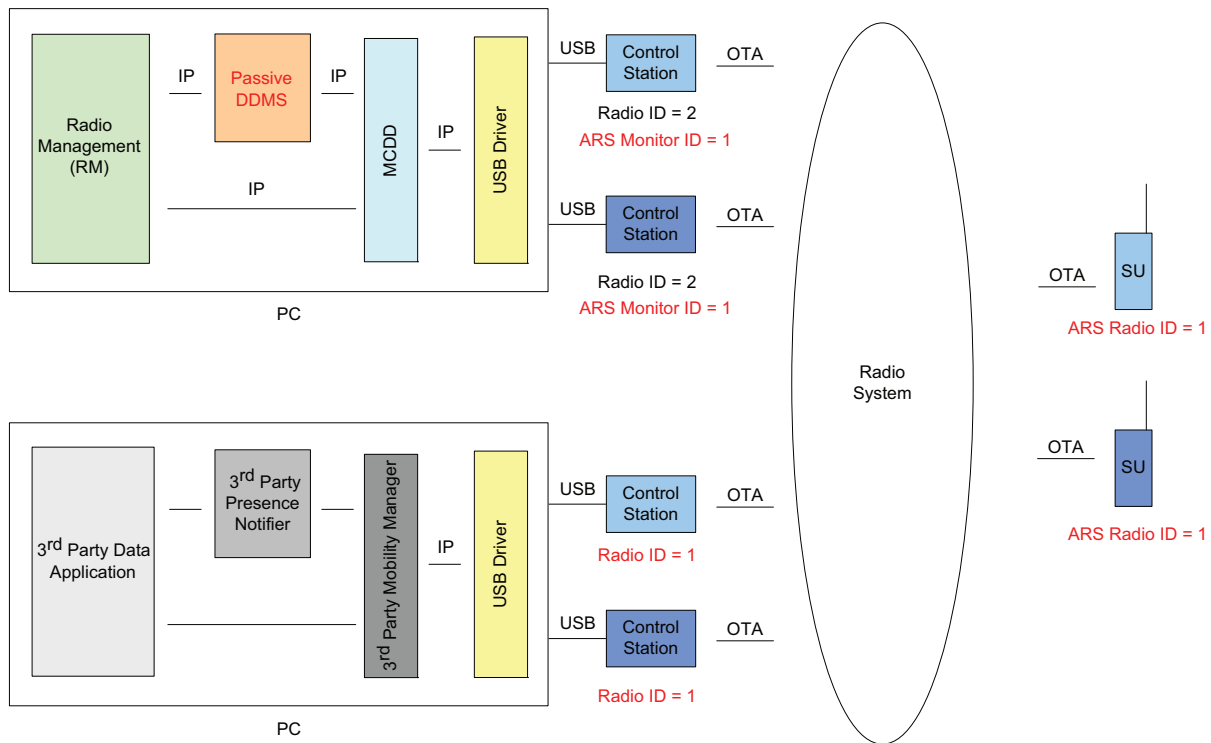 Radio
Management
(RM)
IP
Passive
DDMS
IP
IP
MCDD
IP
USB Driver
USB
Control
Station
OTA
Radio ID = 2
ARS Monitor ID = 1
USB
Control
Station
OTA
Radio ID = 2
ARS Monitor ID = 1
PC
Radio
System
OTA
SU
ARS Radio ID = 1
OTA
SU
ARS Radio ID = 1
3rd Party Data
Application
3rd Party
Presence
Notifier
3rd Party Mobility Manager
IP
USB Driver
USB
Control
Station
OTA
Radio ID = 1
USB
Control
Station
OTA
Radio ID = 1
PC